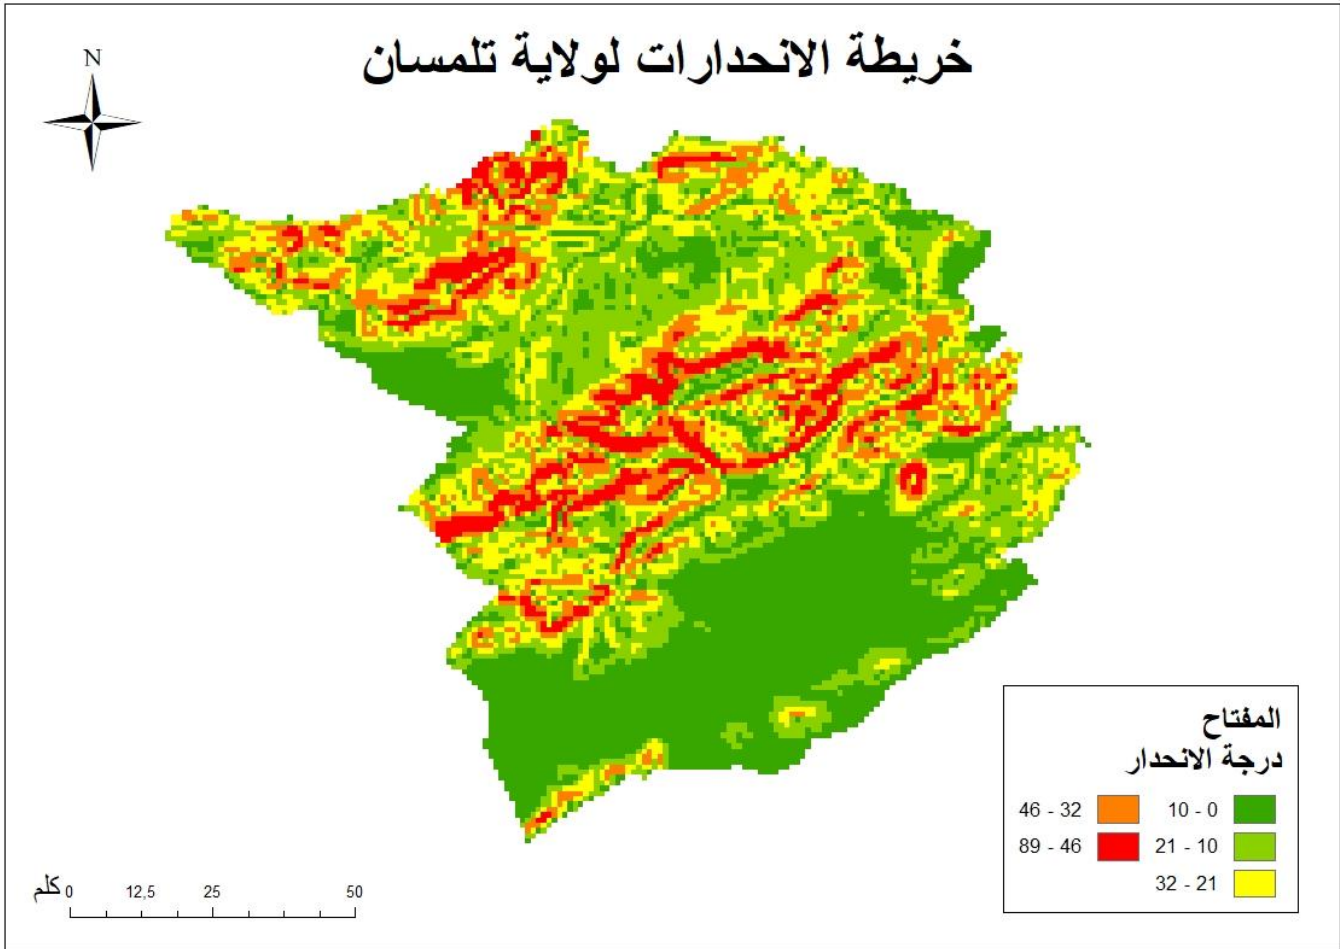 خريطة الانحدارات لولاية تلمسان
N
المفتاح
درجة الانحدار
10 - 0
46 - 32
21 - 10
89 - 46
32 - 21
كلم 0 12,5 25 50